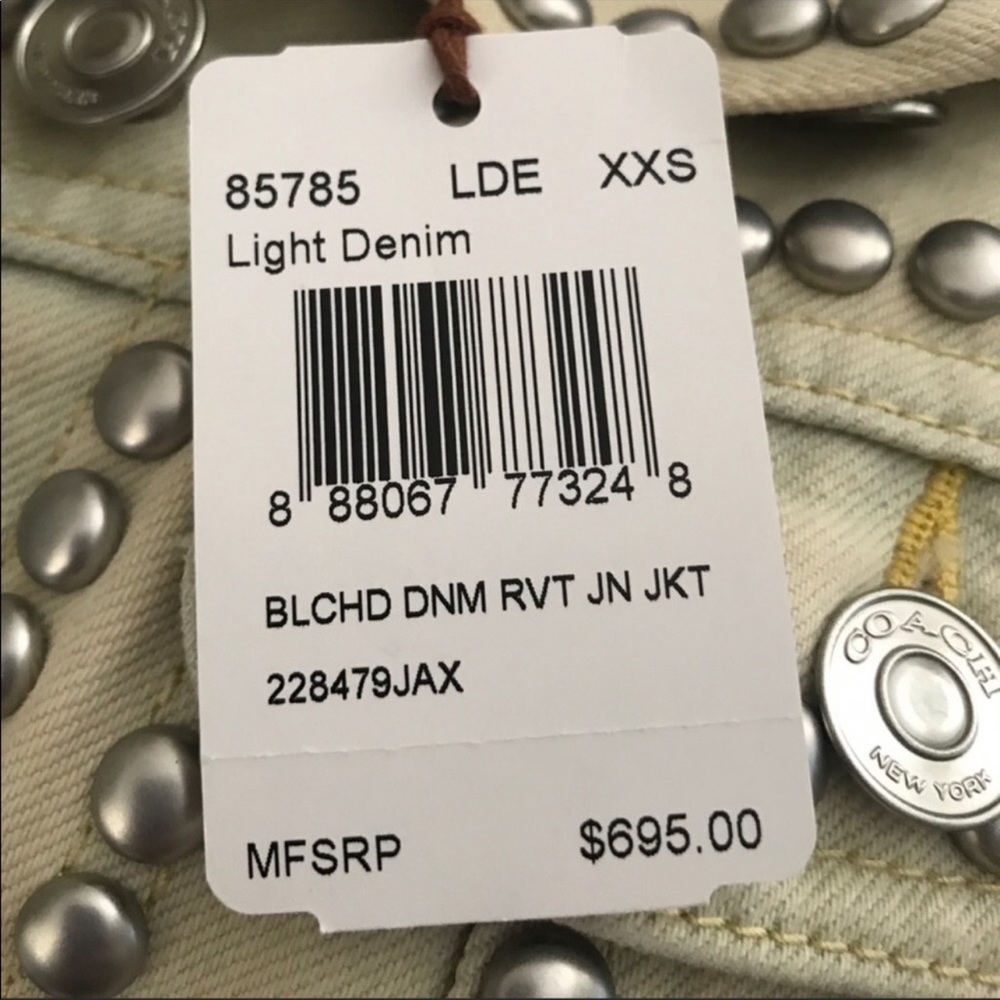 85785 LDE XXS
Light Denim
8 88067 77324 8
BLCHD DNM RVT JN JKT
228479JAX
MFSRP $695.00
COACH
NEW YORK